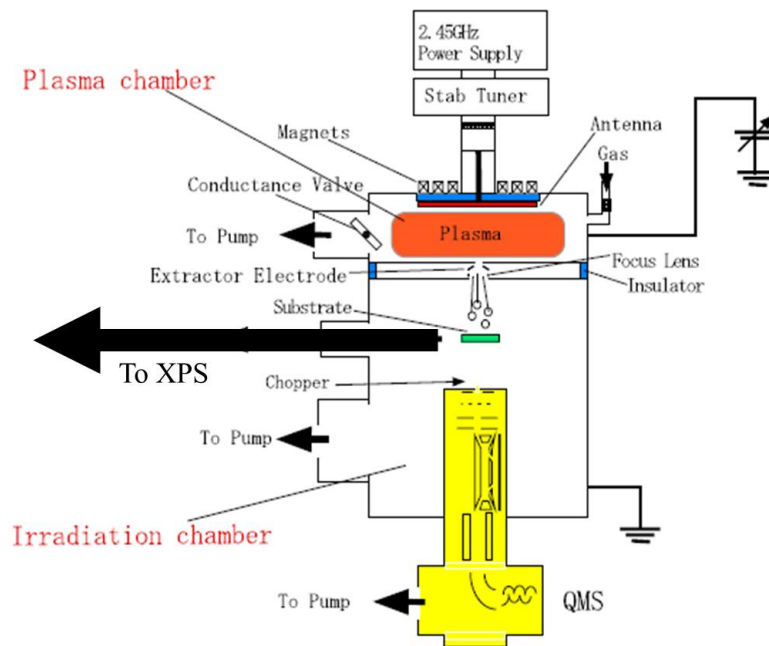 2.45GHz
Power Supply
Plasma chamber
Stab Tuner
Magnets
Antenna
Gas
Conductance Valve
To Pump
Plasma
Extractor Electrode
Focus Lens
Insulator
Substrate
To XPS
Chopper
To Pump
Irradiation chamber
To Pump
QMS